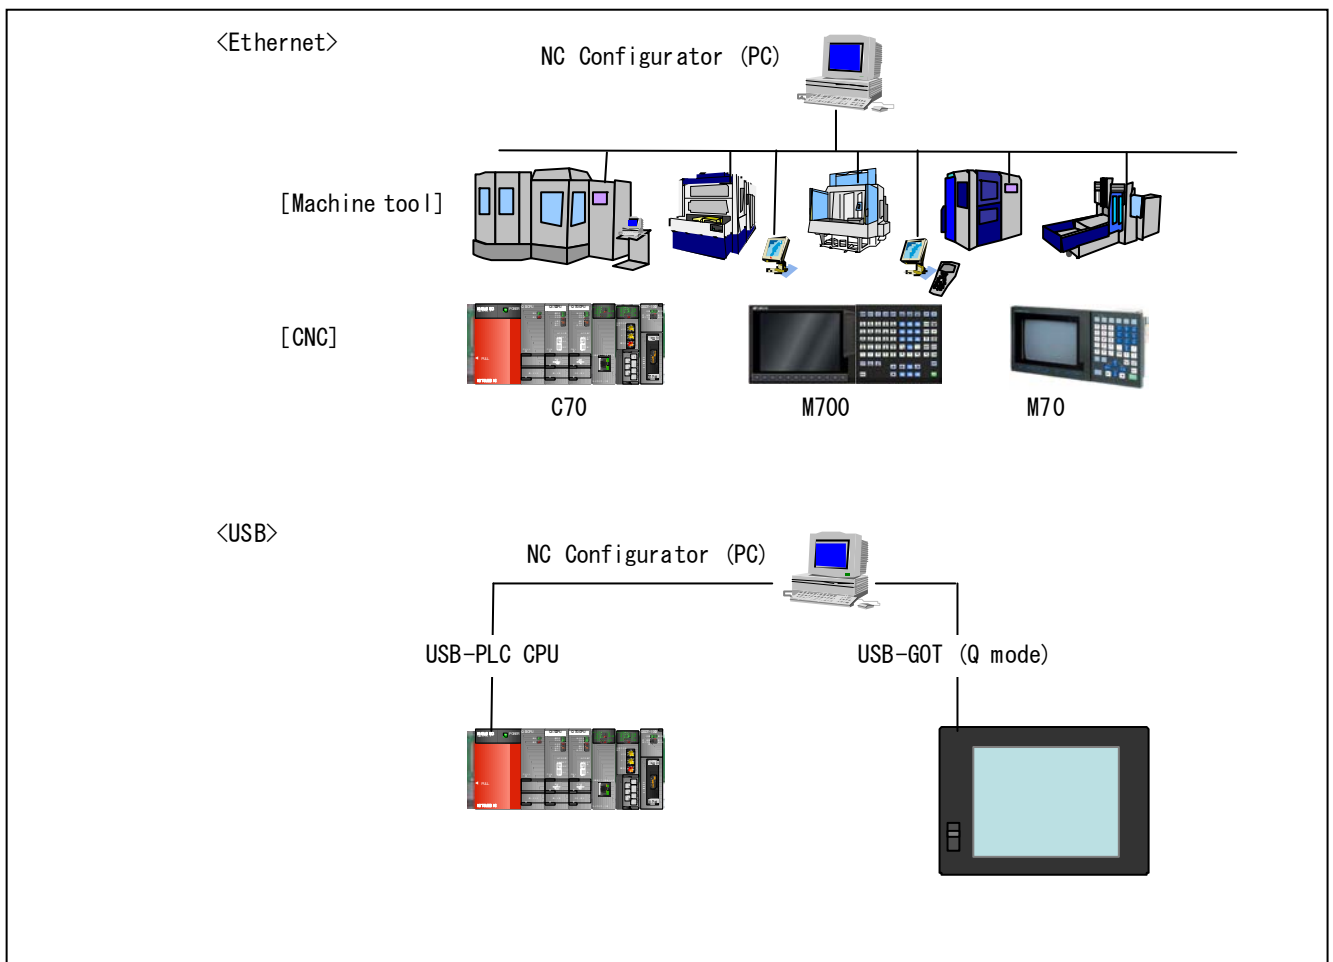 <Ethernet>
NC Configurator (PC)
[Machine tool]
[CNC]
C70
M700
M70
<USB>
NC Configurator (PC)
USB-PLC CPU
USB-GOT (Q mode)